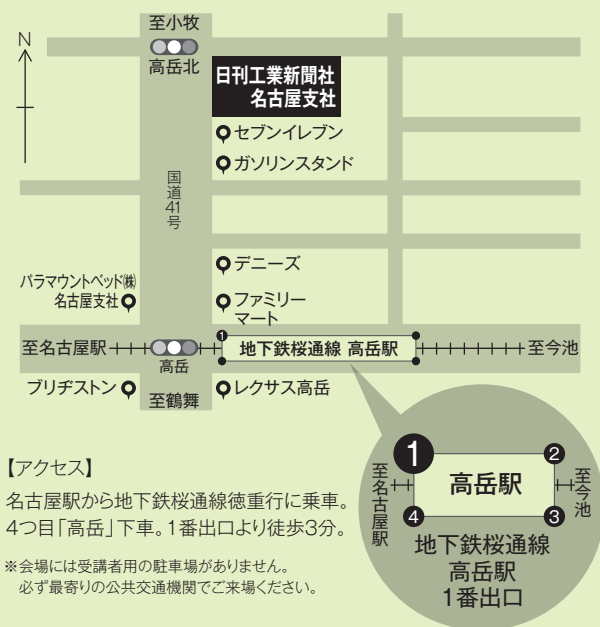 至小牧
N
高岳北
日刊工業新聞社
名古屋支社
セブンイレブン
ガソリンスタンド
国道41号
デニーズ
パラマウントベッド㈱
名古屋支社
ファミリー
マート
至名古屋駅
1
地下鉄桜通線 高岳駅
至今池
高岳
ブリヂストン
至鶴舞
レクサス高岳
【アクセス】
名古屋駅から地下鉄桜通線徳重行に乗車。
4つ目「高岳」下車。1番出口より徒歩3分。
※会場には受講者用の駐車場がありません。
必ず最寄りの公共交通機関でご来場ください。
1
2
至名古屋駅
高岳駅
至今池
4
3
地下鉄桜通線
高岳駅
1番出口